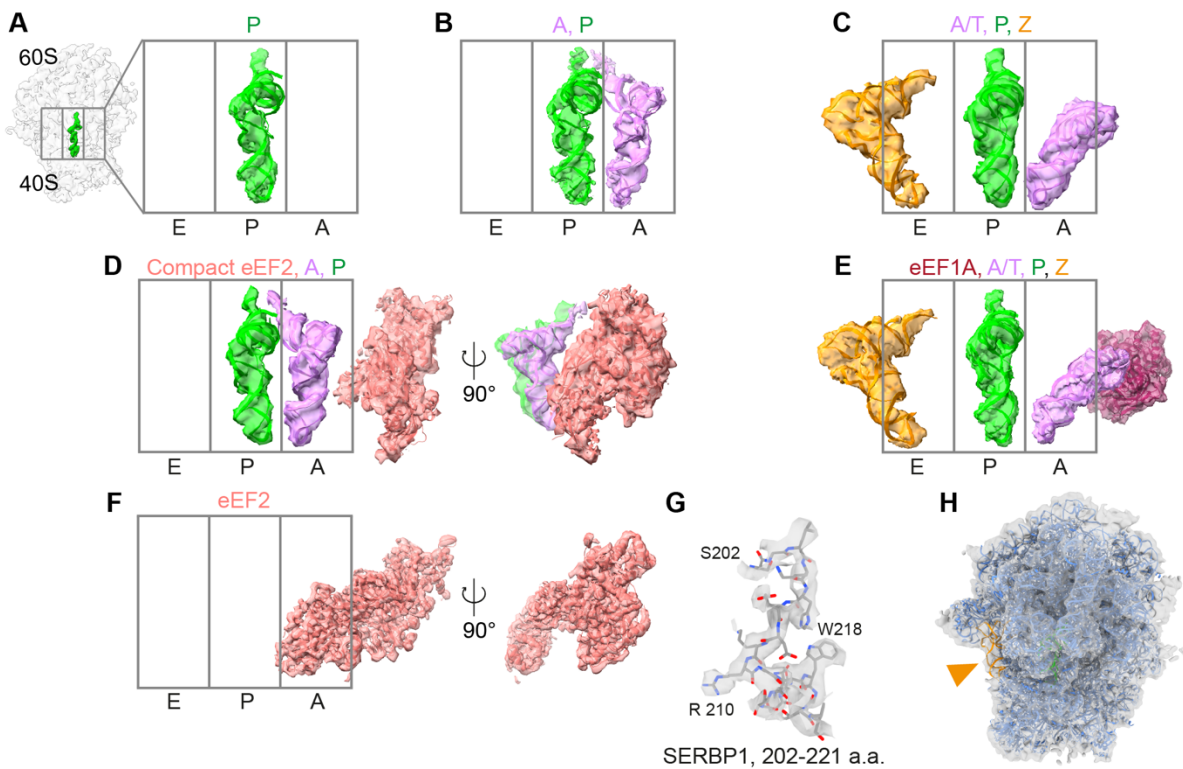 A
P
60S
40S
E P A
B
A, P
E P A
C
A/T, P, Z
E P A
D
Compact eEF2, A, P
90°
E P A
E
eEF1A, A/T, P, Z
E P A
F
eEF2
90°
E P A
G
S202
W218
R 210
SERBP1, 202-221 a.a.
H